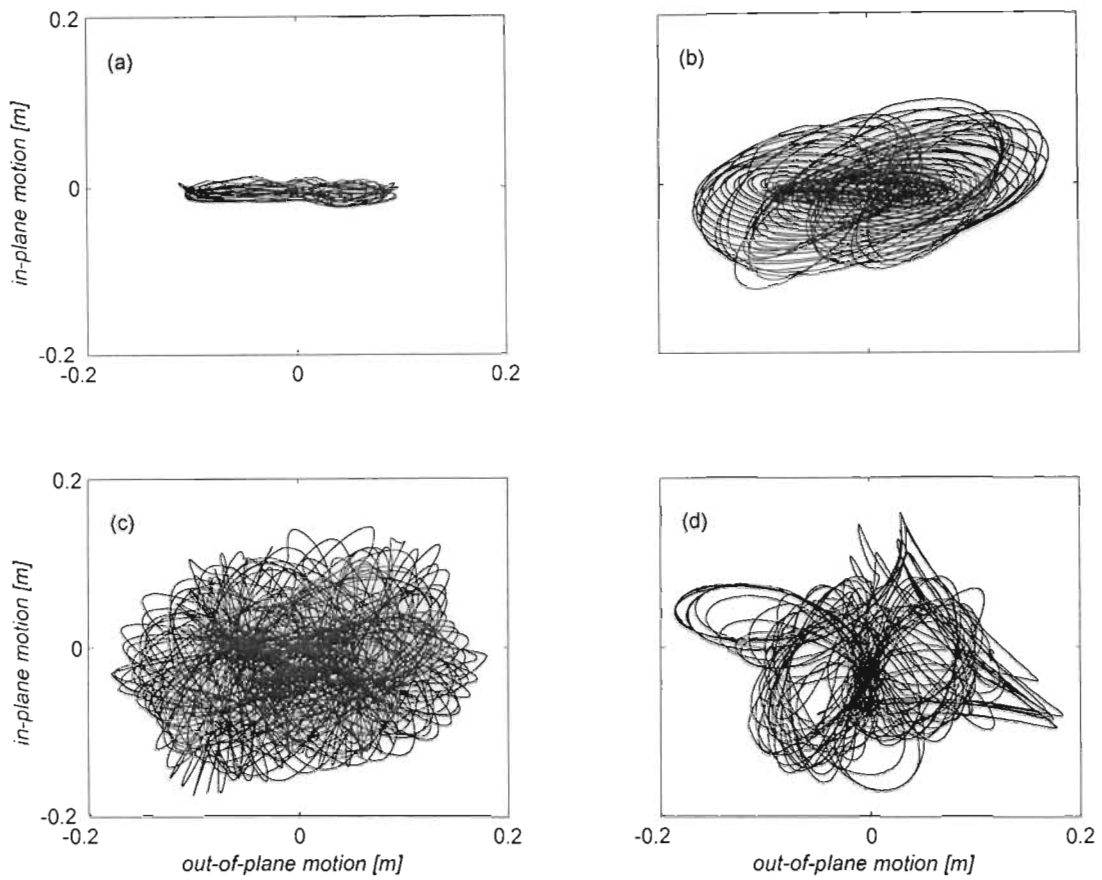 0.2
(a)
in-plane motion [m]
0
-0.2
-0.2
0
0.2
(b)
0.2
(c)
in-plane motion [m]
0
-0.2
-0.2
0
0.2
out-of-plane motion [m]
(d)
-0.2
0
0.2
out-of-plane motion [m]